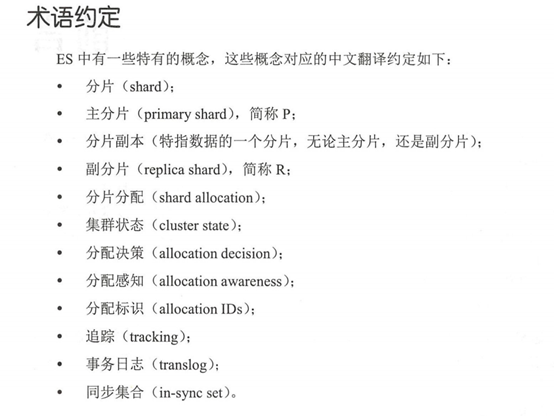 术语约定
ES 中有一些特有的概念，这些概念对应的中文翻译约定如下：
• 分片（shard）；
• 主分片（primary shard），简称 P；
• 分片副本（特指数据的一个分片，无论主分片，还是副分片）；
• 副分片（replica shard），简称 R；
• 分片分配（shard allocation）；
• 集群状态（cluster state）；
• 分配决策（allocation decision）；
• 分配感知（allocation awareness）；
• 分配标识（allocation IDs）；
• 追踪（tracking）；
• 事务日志（translog）；
• 同步集合（in-sync set）。